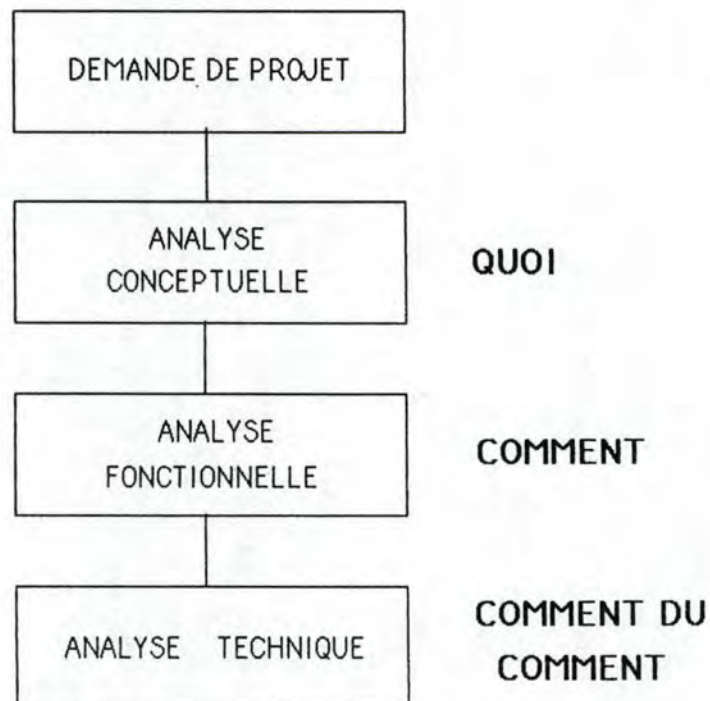 DEMANDE DE PROJET
ANALYSE
CONCEPTUELLE
QUOI
ANALYSE
FONCTIONNELLE
COMMENT
ANALYSE TECHNIQUE
COMMENT DU
COMMENT